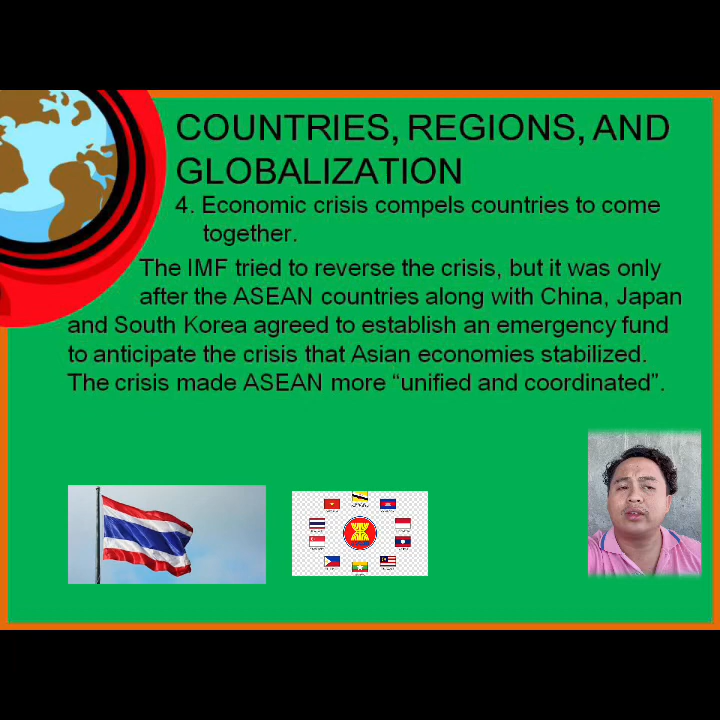 COUNTRIES, REGIONS, AND
GLOBALIZATION
4. Economic crisis compels countries to come
together.
The IMF tried to reverse the crisis, but it was only
after the ASEAN countries along with China, Japan
and South Korea agreed to establish an emergency fund
to anticipate the crisis that Asian economies stabilized.
The crisis made ASEAN more “unified and coordinated”.